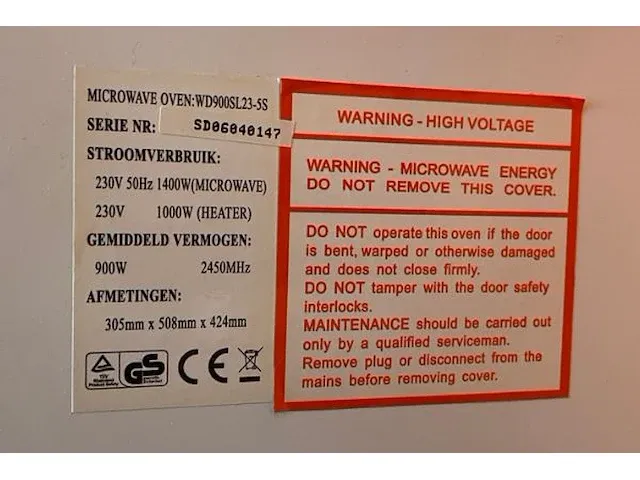 MICROWAVE OVEN:WD900SL23-5S
SERIE NR: SD06040147
STROOMVERBRUIK:
230V 50Hz 1400W(MICROWAVE)
230V 1000W (HEATER)
GEMIDDELD VERMOGEN:
900W 2450MHz
AFMETINGEN:
305mm x 508mm x 424mm
GS CE
WARNING - HIGH VOLTAGE
WARNING - MICROWAVE ENERGY
DO NOT REMOVE THIS COVER.
DO NOT operate this oven if the door
is bent, warped or otherwise damaged
and does not close firmly.
DO NOT tamper with the door safety
interlocks.
MAINTENANCE should be carried out
only by a qualified serviceman.
Remove plug or disconnect from the
mains before removing cover.